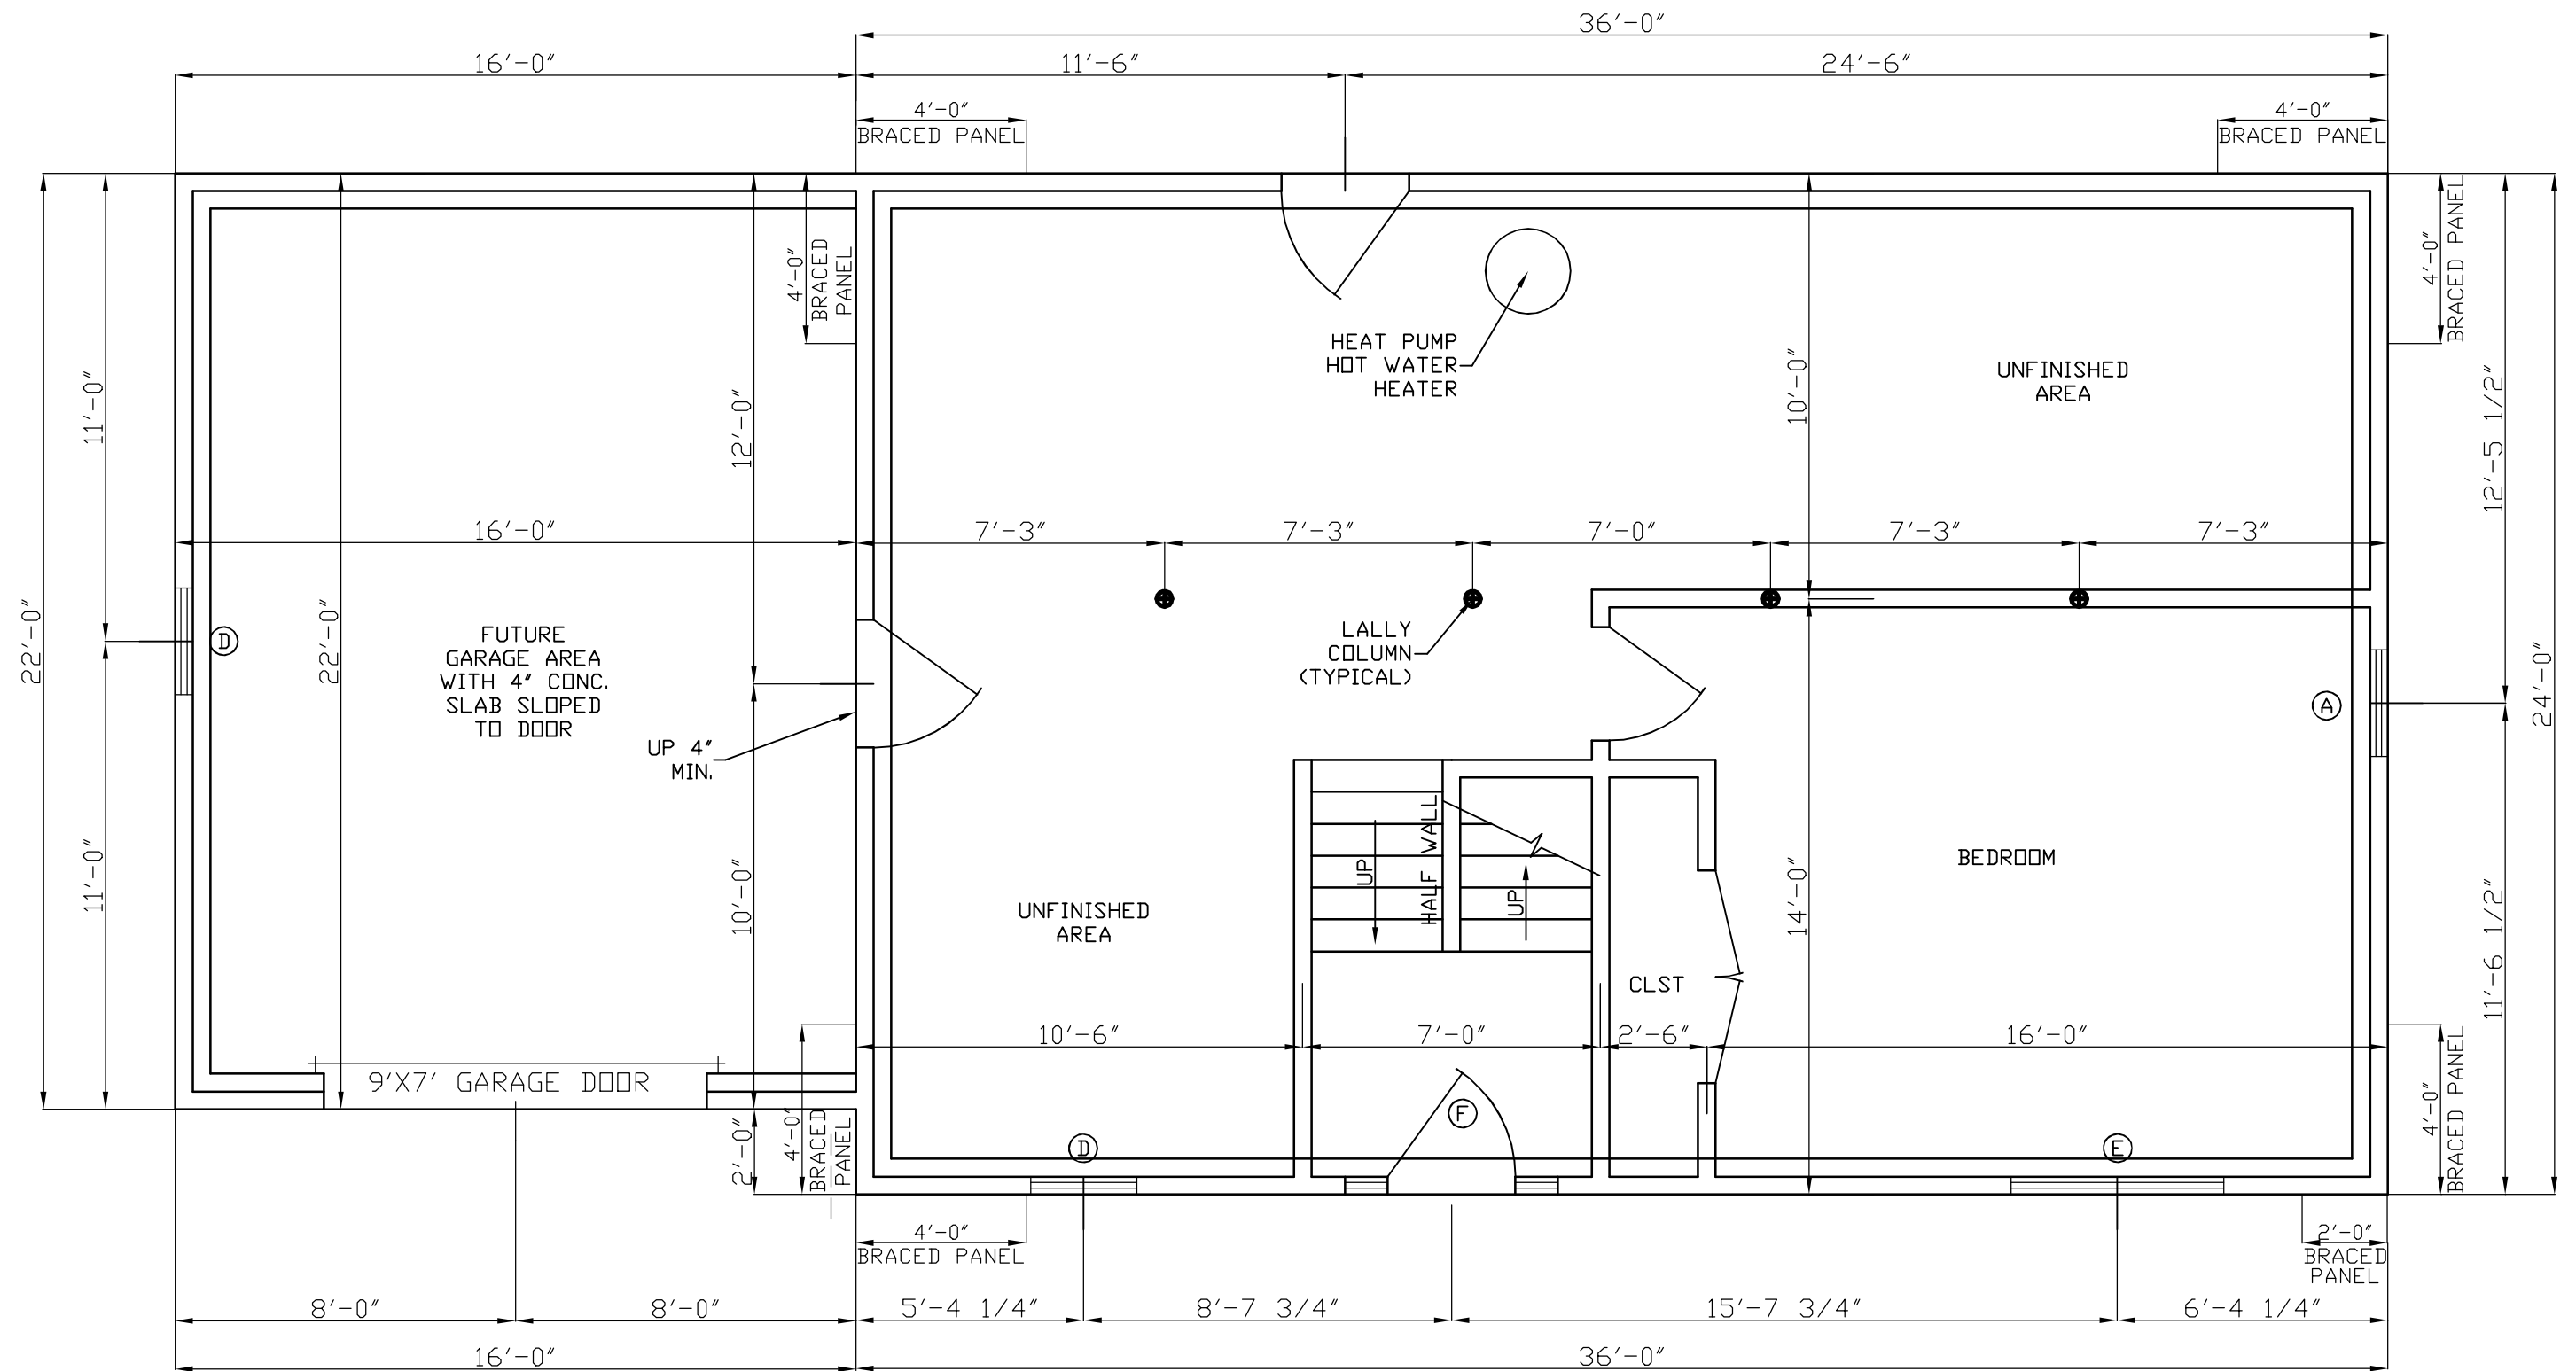 36'-0"
16'-0"
11'-6"
24'-6"
4'-0"
BRACED PANEL
4'-0"
BRACED PANEL
4'-0"
BRACED
PANEL
4'-0"
BRACED PANEL
HEAT PUMP
HOT WATER
HEATER
UNFINISHED
AREA
11'-0"
12'-0"
10'-0"
12'-5 1/2"
16'-0"
7'-3"
7'-3"
7'-0"
7'-3"
7'-3"
22'-0"
22'-0"
24'-0"
D
FUTURE
GARAGE AREA
WITH 4" CONC.
SLAB SLOPED
TO DOOR
LALLY
COLUMN
(TYPICAL)
A
UP 4"
MIN.
11'-0"
10'-0"
UNFINISHED
AREA
UP
HALF WALL
UP
14'-0"
BEDROOM
CLST
11'-6 1/2"
10'-6"
7'-0"
2'-6"
16'-0"
9'X7' GARAGE DOOR
2'-0"
4'-0"
BRACED
PANEL
D
F
E
4'-0"
BRACED PANEL
4'-0"
BRACED PANEL
2'-0"
BRACED
PANEL
8'-0"
8'-0"
5'-4 1/4"
8'-7 3/4"
15'-7 3/4"
6'-4 1/4"
16'-0"
36'-0"